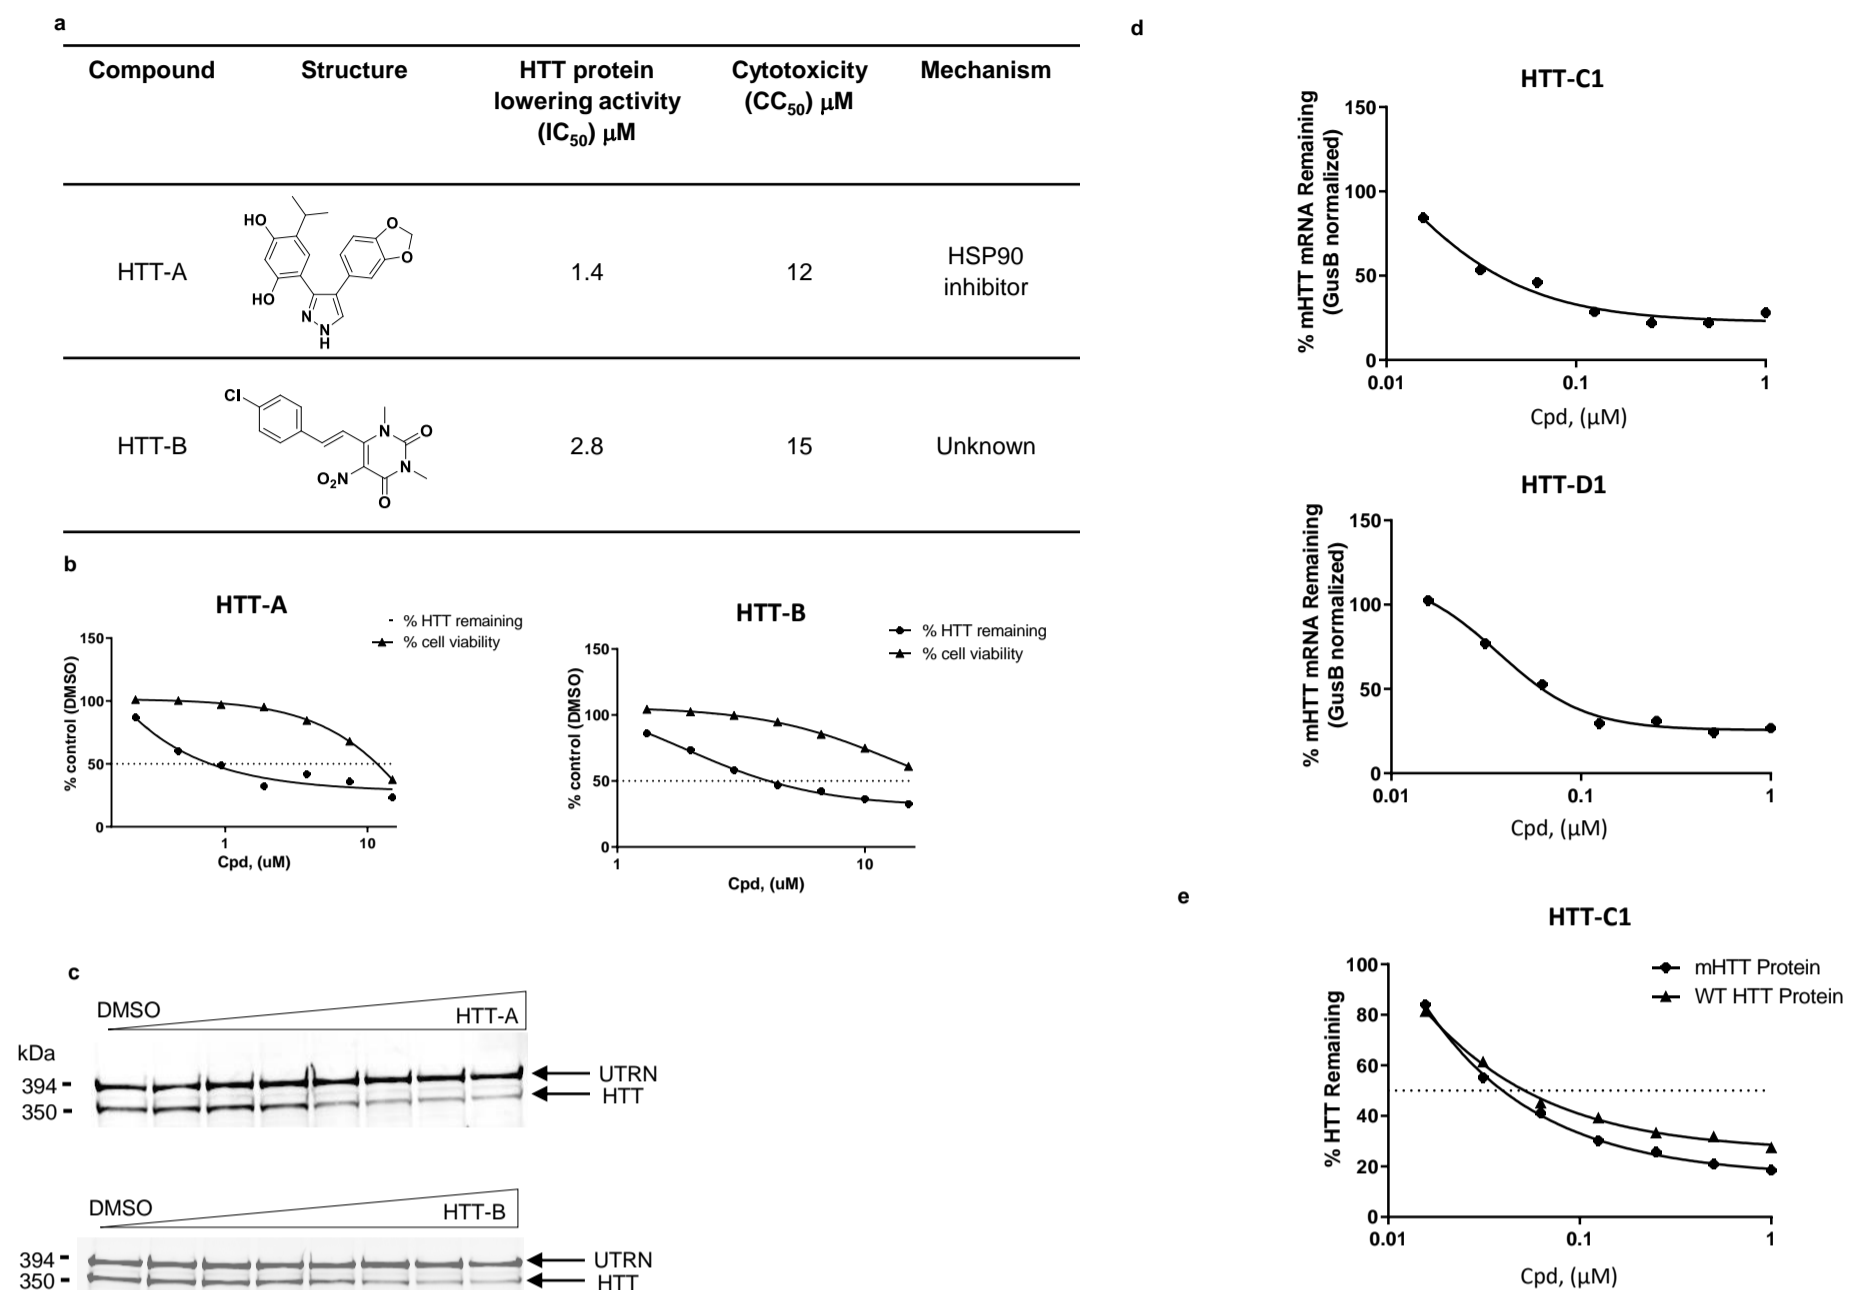 a
Compound Structure HTT protein lowering activity (IC50) μM Cytotoxicity (CC50) μM Mechanism
HTT-A 1.4 12 HSP90 inhibitor
HO
HO
O
O
N
N
H
HTT-B 2.8 15 Unknown
Cl
N
O
N
O2N
O
b
HTT-A
% HTT remaining
% cell viability
% control (DMSO)
150
100
50
0
1 10
Cpd, (uM)
HTT-B
% HTT remaining
% cell viability
% control (DMSO)
150
100
50
0
1 10
Cpd, (uM)
c
DMSO HTT-A
kDa
394
350
UTRN
HTT
DMSO HTT-B
394
350
UTRN
HTT
d
HTT-C1
% mHTT mRNA Remaining
(GusB normalized)
150
100
50
0
0.01 0.1 1
Cpd, (μM)
HTT-D1
% mHTT mRNA Remaining
(GusB normalized)
150
100
50
0
0.01 0.1 1
Cpd, (μM)
e
HTT-C1
mHTT Protein
WT HTT Protein
% HTT Remaining
100
80
60
40
20
0
0.01 0.1 1
Cpd, (μM)